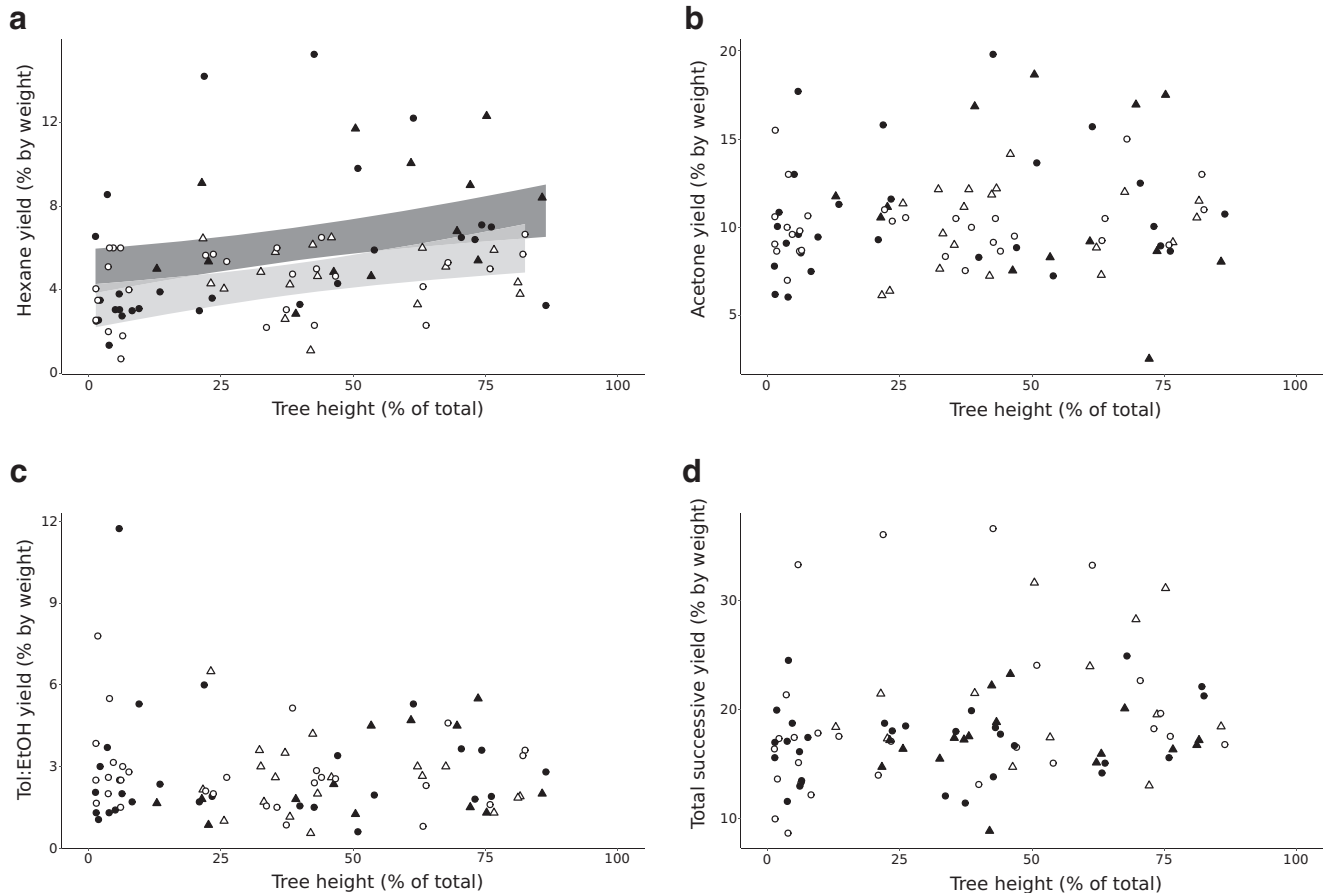 a
Hexane yield (% by weight)
12
8
4
0
0 25 50 75 100
Tree height (% of total)
b
Acetone yield (% by weight)
20
15
10
5
0 25 50 75 100
Tree height (% of total)
c
Tol:EtOH yield (% by weight)
12
9
6
3
0
0 25 50 75 100
Tree height (% of total)
d
Total successive yield (% by weight)
30
20
10
0 25 50 75 100
Tree height (% of total)